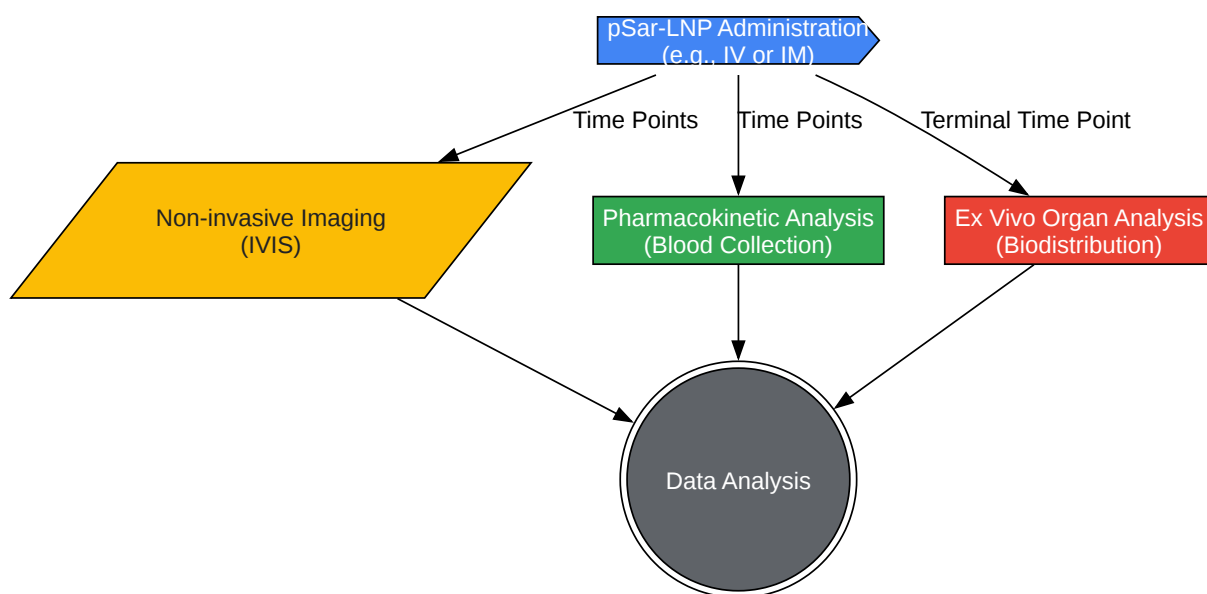 pSar-LNP Administration
(e.g., IV or IM)
Time Points
Time Points
Terminal Time Point
Non-invasive Imaging
(IVIS)
Pharmacokinetic Analysis
(Blood Collection)
Ex Vivo Organ Analysis
(Biodistribution)
Data Analysis